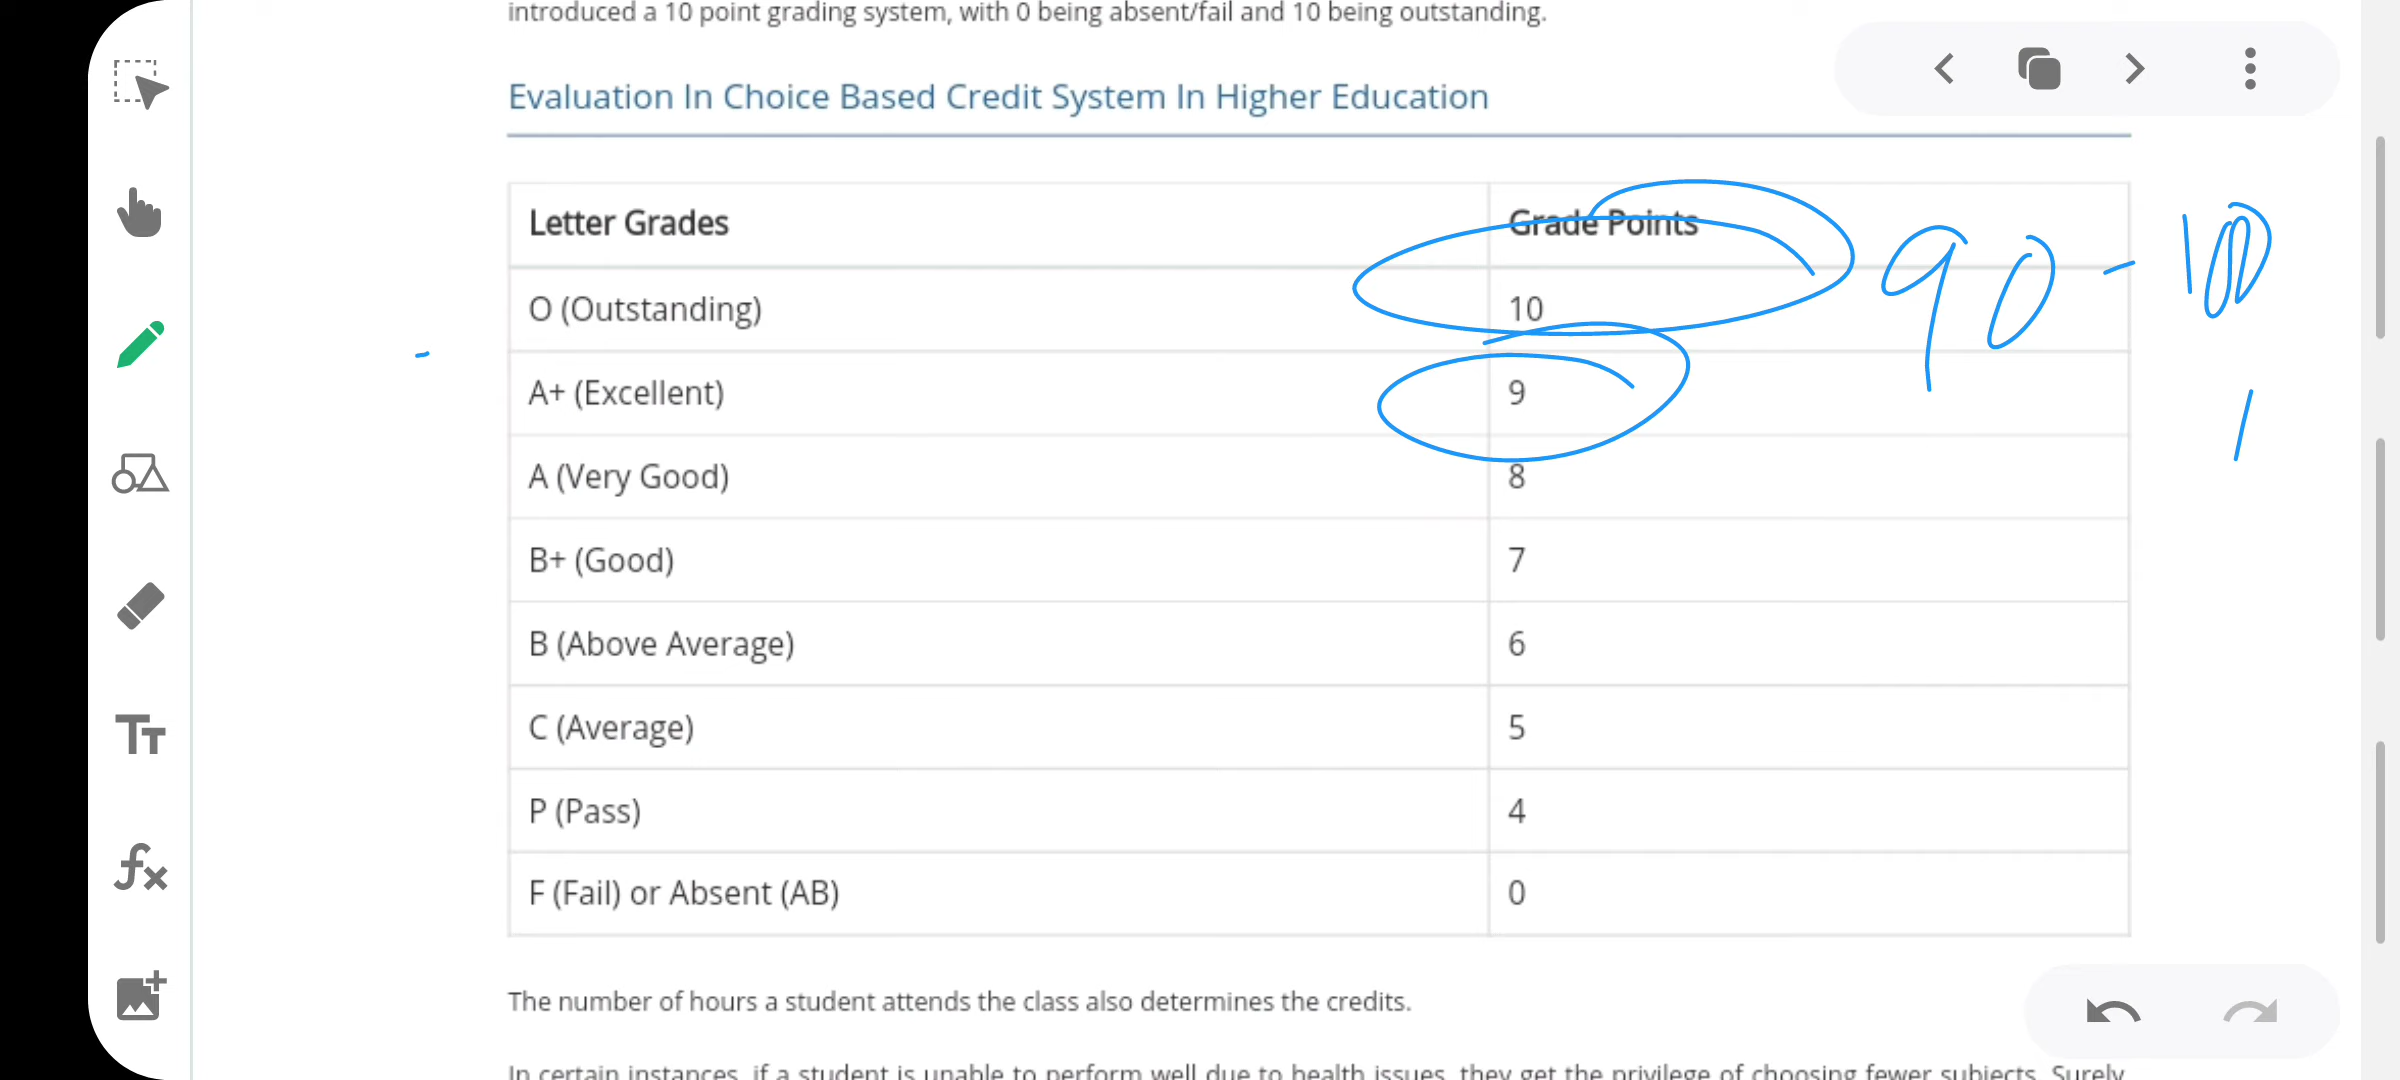 introduced a 10 point grading system, with 0 being absent/fail and 10 being outstanding.
Evaluation In Choice Based Credit System In Higher Education
Letter Grades Grade Points
O (Outstanding) 10
90 - 100
A+ (Excellent) 9
A (Very Good) 8
B+ (Good) 7
B (Above Average) 6
C (Average) 5
P (Pass) 4
F (Fail) or Absent (AB) 0
The number of hours a student attends the class also determines the credits.
In certain instances, if a student is unable to perform well due to health issues, they get the privilege of choosing fewer subjects. Surely